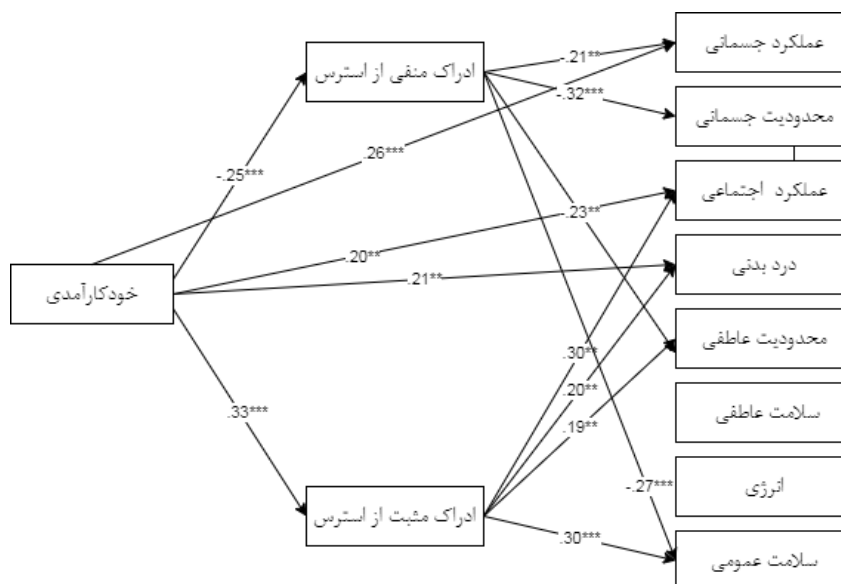 عملکرد جسمانی
ادراک منفی از استرس
-.21**
-.32***
محدودیت جسمانی
.26***
-.25***
عملکرد اجتماعی
.23**
.20**
درد بدنی
.21**
خودکارآمدی
محدودیت عاطفی
.30**
.20**
.19**
سلامت عاطفی
.33***
انرژی
-.27***
ادراک مثبت از استرس
.30***
سلامت عمومی